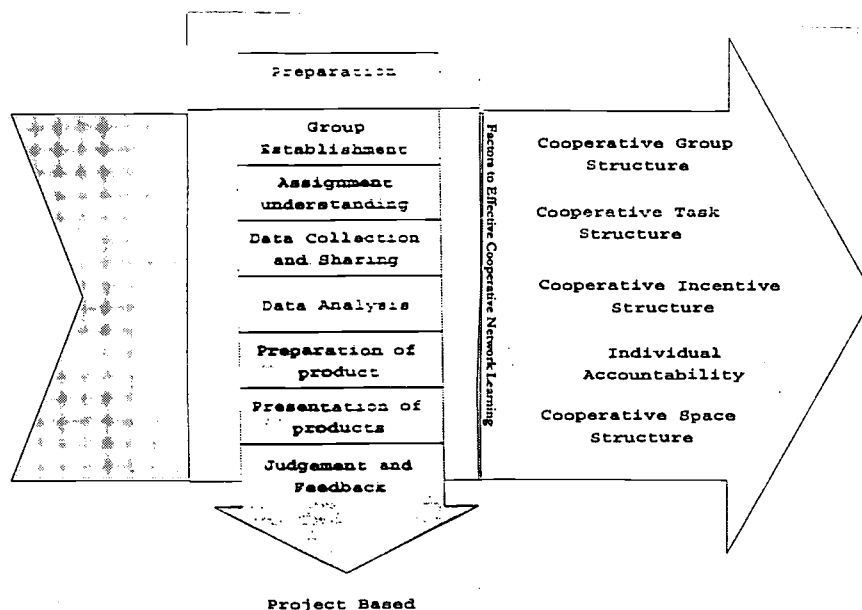 Preparation
Group
Establishment
Assignment
understanding
Data Collection
and Sharing
Data Analysis
Preparation of
product
Presentation of
products
Judgement and
Feedback
Project Based
Factors to Effective Cooperative Network Learning
Cooperative Group
Structure
Cooperative Task
Structure
Cooperative Incentive
Structure
Individual
Accountability
Cooperative Space
Structure